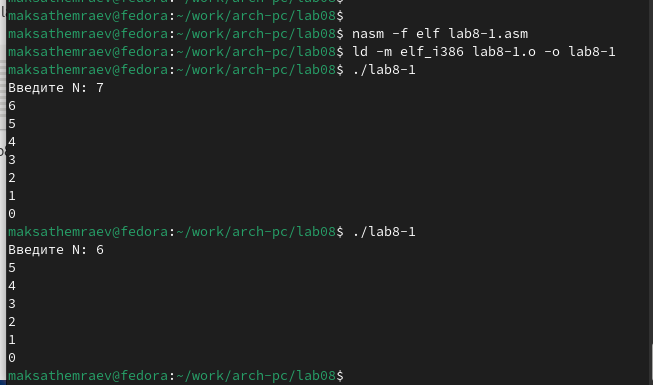 maksathemraev@fedora:~/work/arch-pc/lab08$
maksathemraev@fedora:~/work/arch-pc/lab08$ nasm -f elf lab8-1.asm
maksathemraev@fedora:~/work/arch-pc/lab08$ ld -m elf_i386 lab8-1.o -o lab8-1
maksathemraev@fedora:~/work/arch-pc/lab08$ ./lab8-1
Введите N: 7
6
5
4
3
2
1
0
maksathemraev@fedora:~/work/arch-pc/lab08$ ./lab8-1
Введите N: 6
5
4
3
2
1
0
maksathemraev@fedora:~/work/arch-pc/lab08$